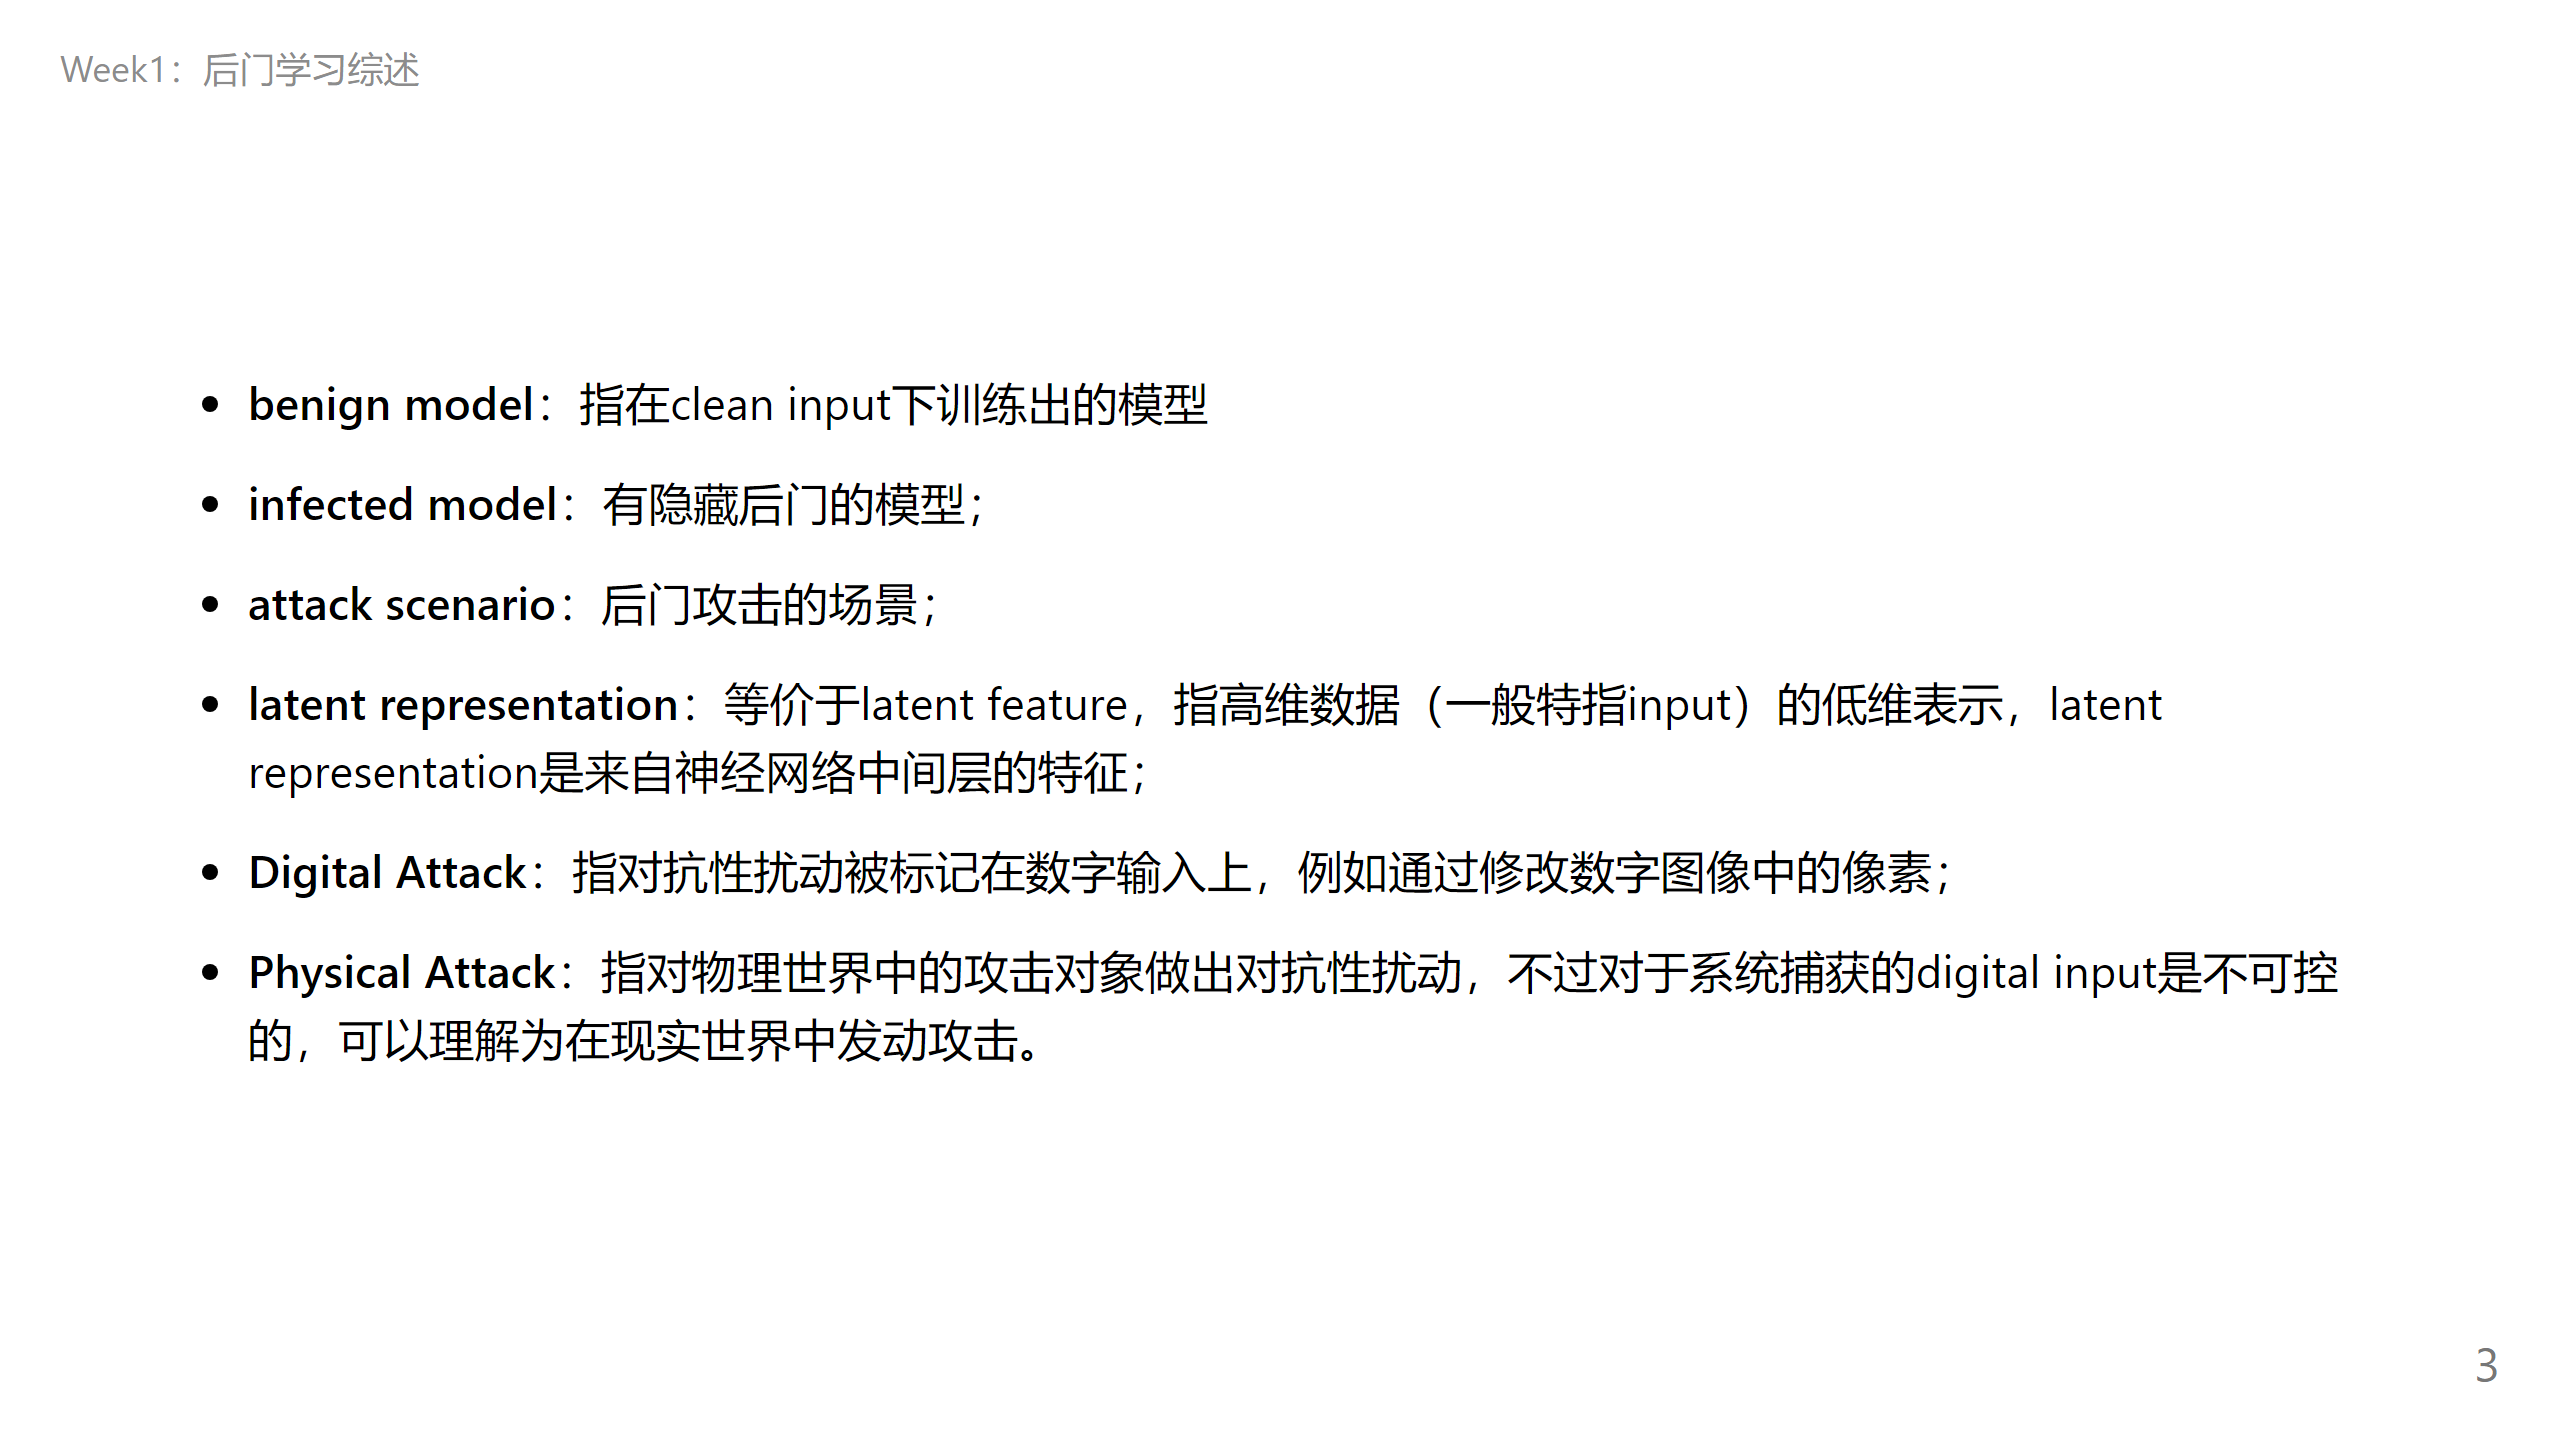 Week1：后门学习综述
• benign model：指在clean input下训练出的模型
• infected model：有隐藏后门的模型；
• attack scenario：后门攻击的场景；
• latent representation：等价于latent feature，指高维数据（一般特指input）的低维表示，latent
representation是来自神经网络中间层的特征；
• Digital Attack：指对抗性扰动被标记在数字输入上，例如通过修改数字图像中的像素；
• Physical Attack：指对物理世界中的攻击对象做出对抗性扰动，不过对于系统捕获的digital input是不可控
的，可以理解为在现实世界中发动攻击。
3